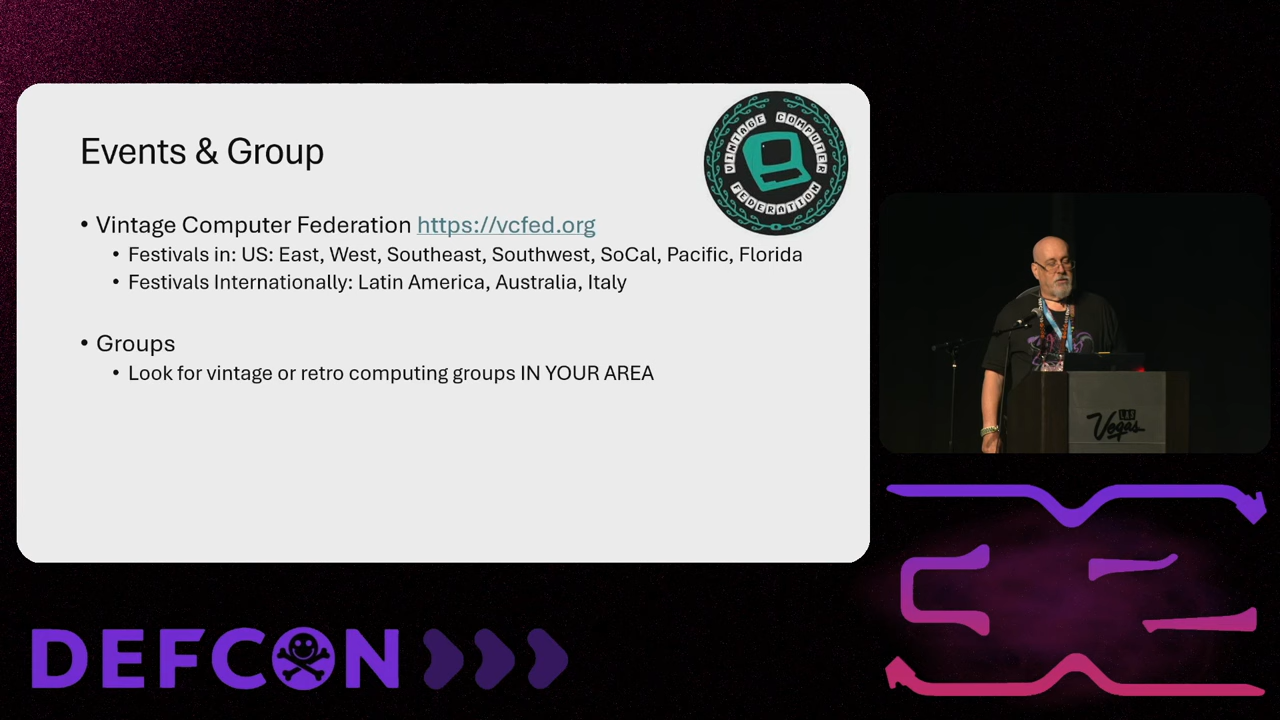 Events & Group
VINTAGE COMPUTER FEDERATION
• Vintage Computer Federation https://vcfed.org
• Festivals in: US: East, West, Southeast, Southwest, SoCal, Pacific, Florida
• Festivals Internationally: Latin America, Australia, Italy
• Groups
• Look for vintage or retro computing groups IN YOUR AREA
LAS
Vegas
DEFCON